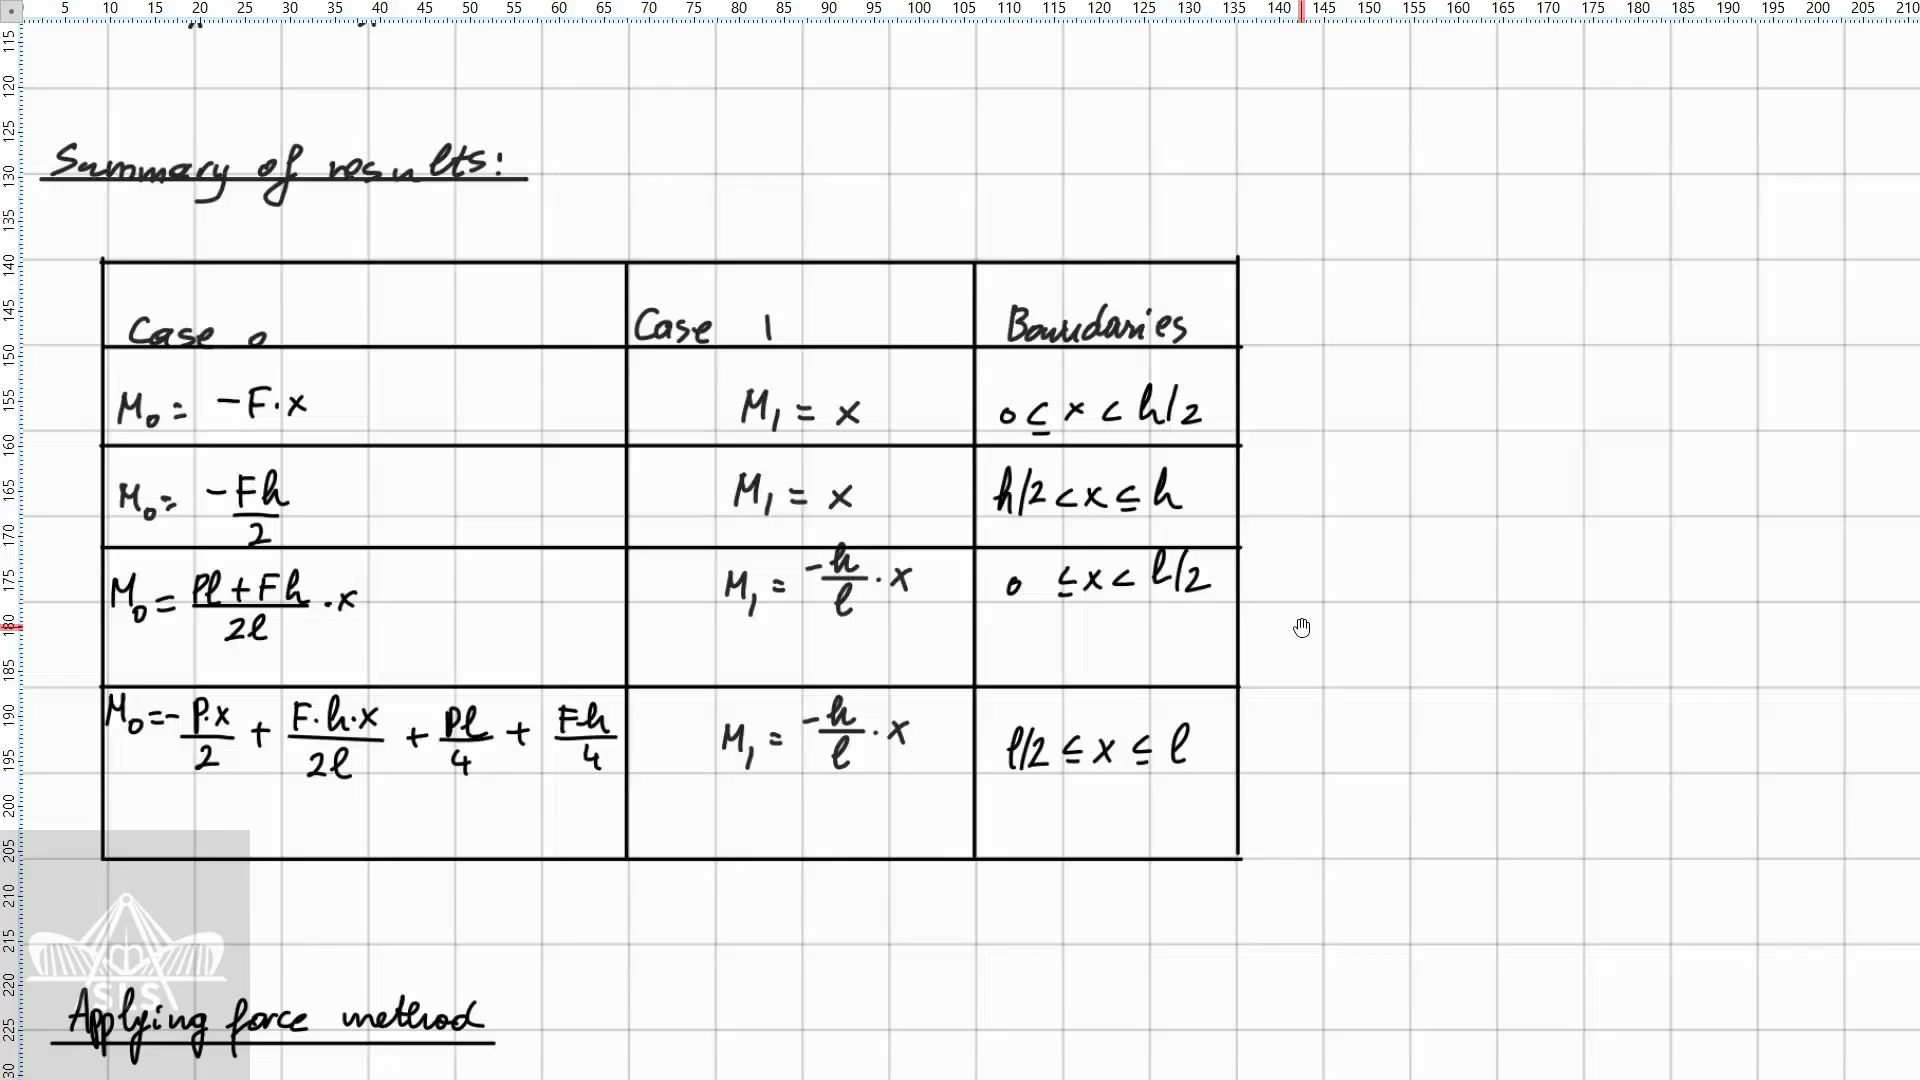 Summary of results:
Case 0 Case 1 Boundaries
M₀ = -F·x M₁ = x 0 ≤ x < h/2
M₀ = -Fh/2 M₁ = x h/2 < x ≤ h
M₀ = (Pl + Fh)/2l · x M₁ = -h/l · x 0 ≤ x < l/2
M₀ = - P·x/2 + F·h·x/2l + Pl/4 + Fh/4 M₁ = -h/l · x l/2 ≤ x ≤ l
S.L.S
Applying force method